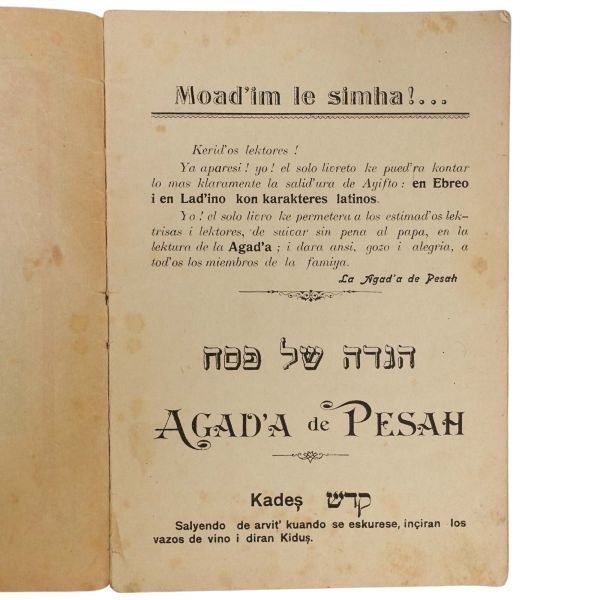 Moad'im le simha!...
Kerid'os lektores !
Ya aparesi ! yo ! el solo livreto ke pued'ra kontar
lo mas klaramente la salid'ura de Ayifto : en Ebreo
i en Lad'ino kon karakteres latinos.
Yo ! el solo livro ke permetera a los estimad'os lek-
trisas i lektores, de suivar sin pena al papa, en la
lektura de la Agad'a ; i dara ansi, gozo i alegria, a
tod'os los miembros de la famiya.
La Agad'a de Pesah
הגדה של פסח
AGAD'A de PESAH
Kadeş קדש
Salyendo de arvit' kuando se eskurese, inçiran los
vazos de vino i diran Kiduş.